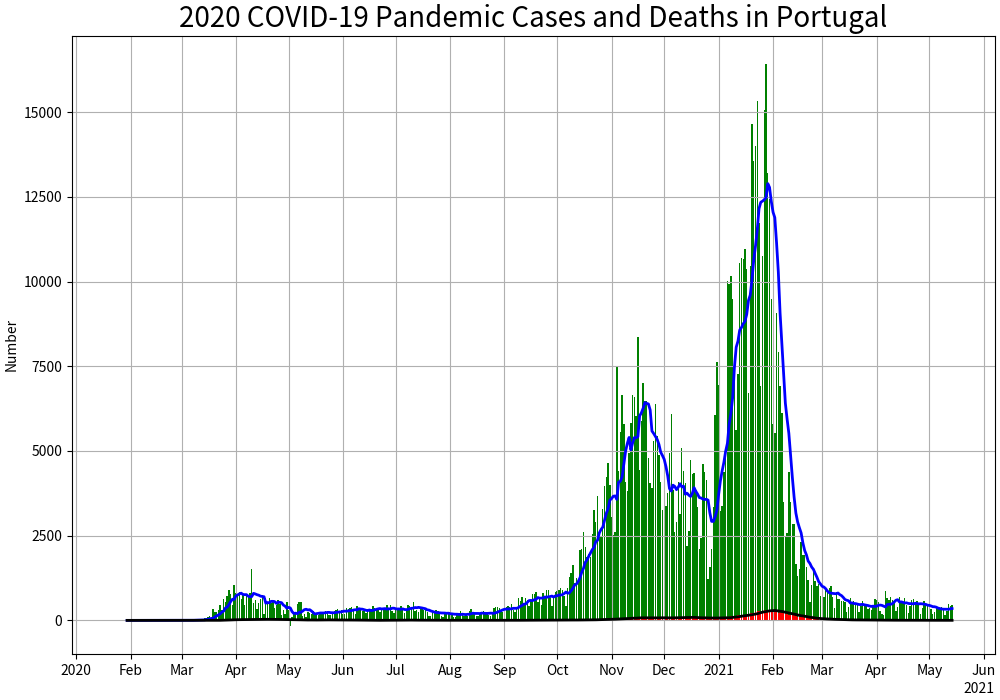 2020 COVID-19 Pandemic Cases and Deaths in Portugal
Number
15000
12500
10000
7500
5000
2500
0
2020 Feb Mar Apr May Jun Jul Aug Sep Oct Nov Dec 2021 Feb Mar Apr May Jun
2021